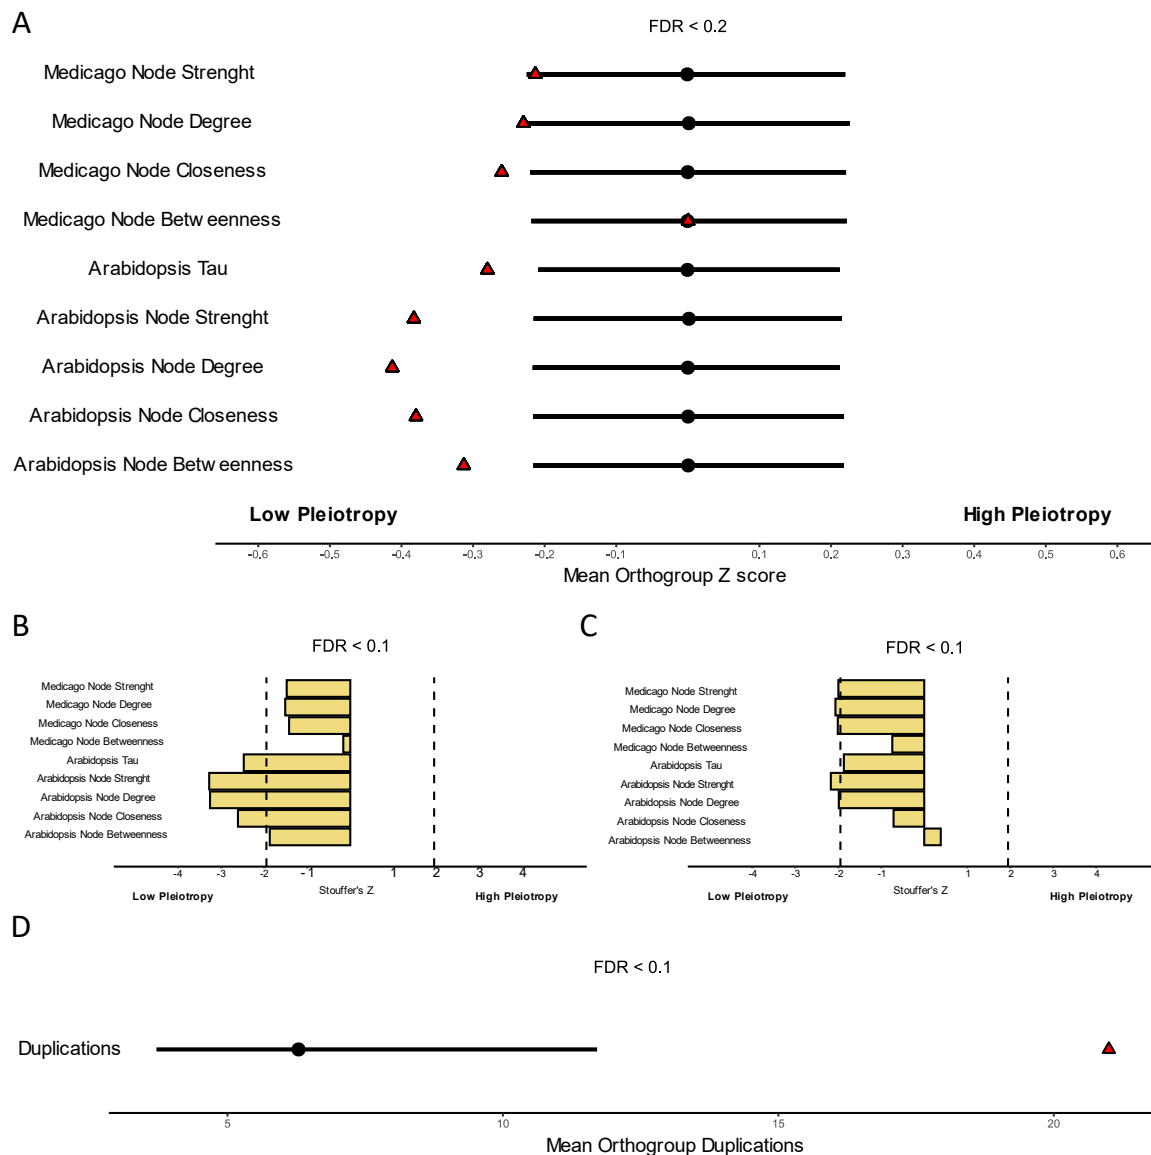 A
FDR < 0.2
Medicago Node Strenght
Medicago Node Degree
Medicago Node Closeness
Medicago Node Betweenness
Arabidopsis Tau
Arabidopsis Node Strenght
Arabidopsis Node Degree
Arabidopsis Node Closeness
Arabidopsis Node Betweenness
Low Pleiotropy High Pleiotropy
-0.6 -0.5 -0.4 -0.3 -0.2 -0.1 0.1 0.2 0.3 0.4 0.5 0.6
Mean Orthogroup Z score
B
FDR < 0.1
Medicago Node Strenght
Medicago Node Degree
Medicago Node Closeness
Medicago Node Betweenness
Arabidopsis Tau
Arabidopsis Node Strenght
Arabidopsis Node Degree
Arabidopsis Node Closeness
Arabidopsis Node Betweenness
-4 -3 -2 -1 1 2 3 4
Stouffer's Z
Low Pleiotropy High Pleiotropy
C
FDR < 0.1
Medicago Node Strenght
Medicago Node Degree
Medicago Node Closeness
Medicago Node Betweenness
Arabidopsis Tau
Arabidopsis Node Strenght
Arabidopsis Node Degree
Arabidopsis Node Closeness
Arabidopsis Node Betweenness
-4 -3 -2 -1 1 2 3 4
Stouffer's Z
Low Pleiotropy High Pleiotropy
D
FDR < 0.1
Duplications
5 10 15 20
Mean Orthogroup Duplications